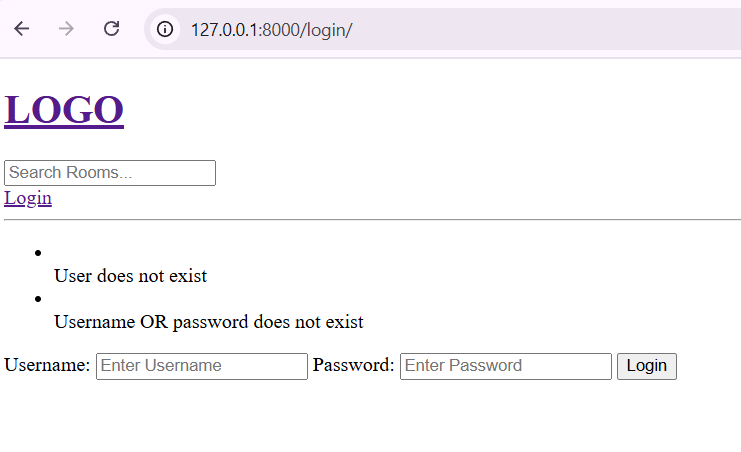 127.0.0.1:8000/login/
LOGO
Search Rooms...
Login
User does not exist
Username OR password does not exist
Username: Enter Username Password: Enter Password Login